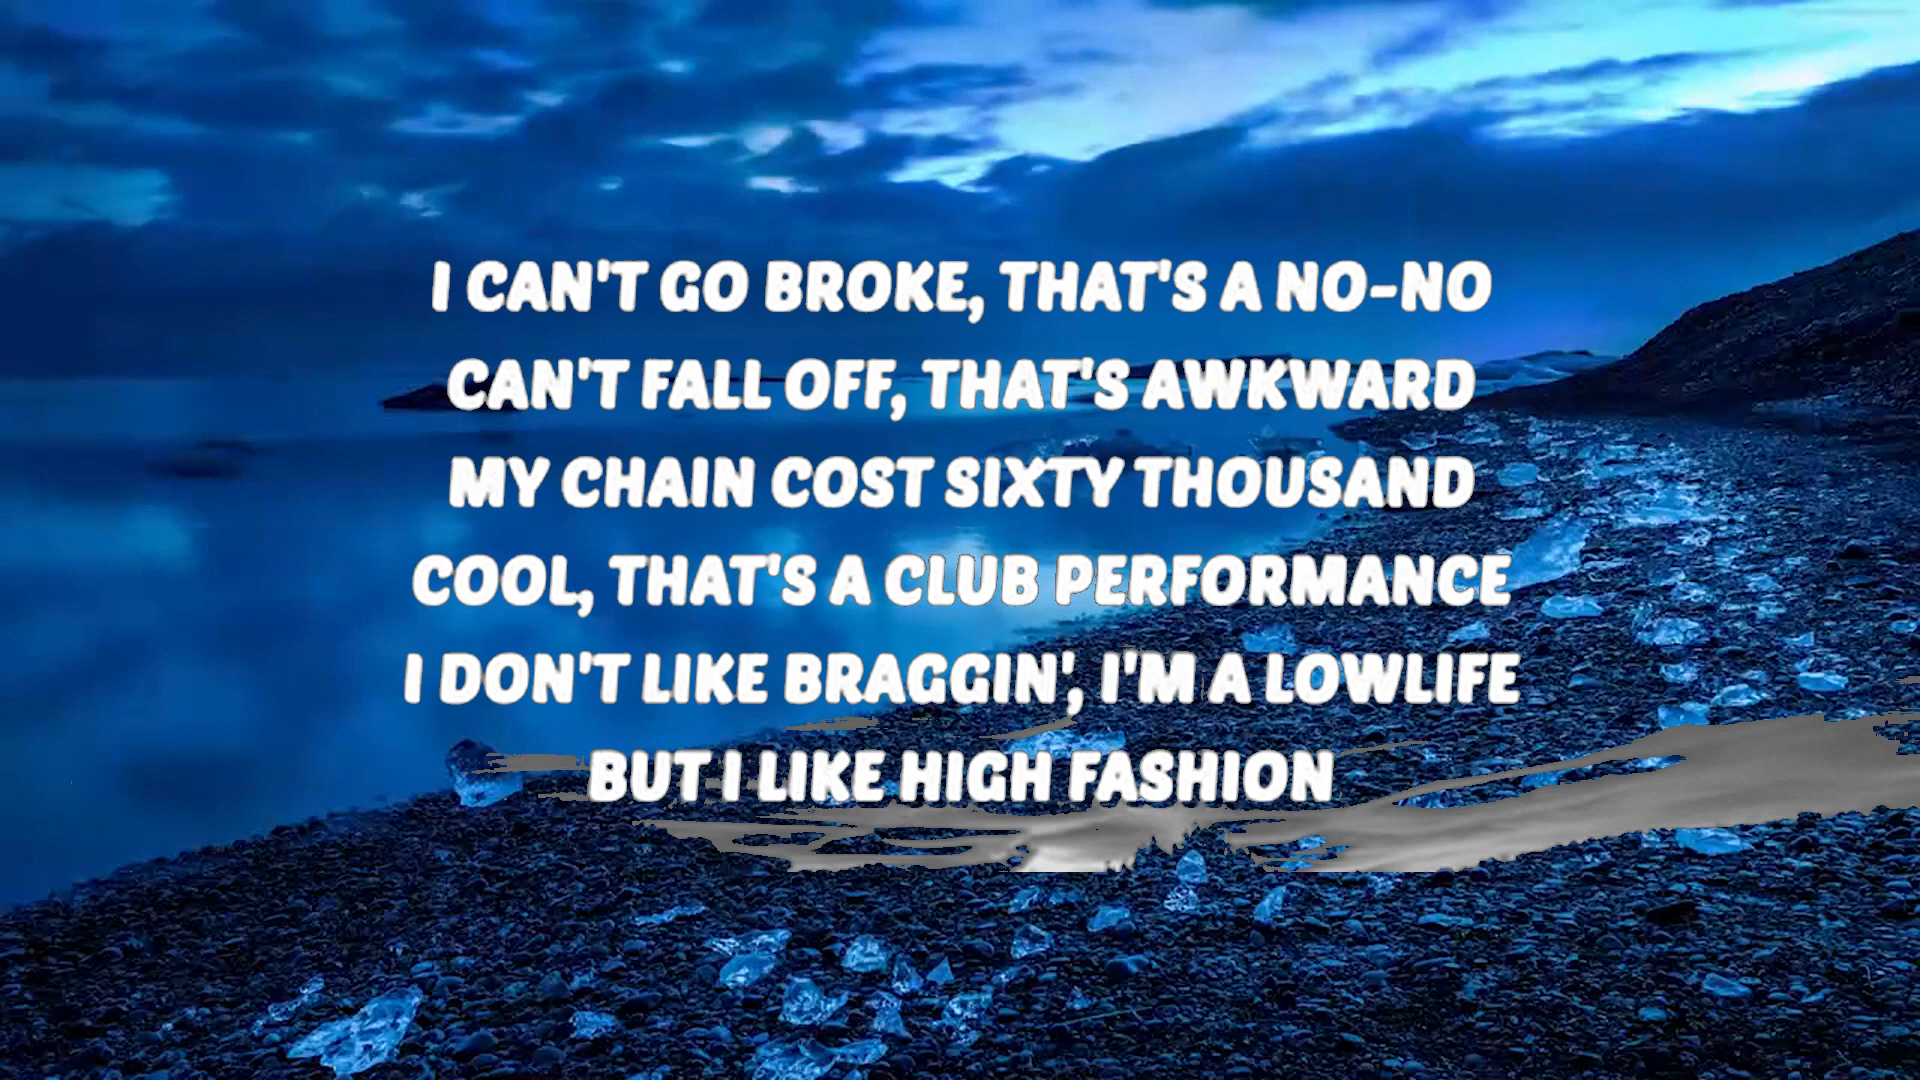 I CAN'T GO BROKE, THAT'S A NO-NO
CAN'T FALL OFF, THAT'S AWKWARD
MY CHAIN COST SIXTY THOUSAND
COOL, THAT'S A CLUB PERFORMANCE
I DON'T LIKE BRAGGIN', I'M A LOWLIFE
BUT I LIKE HIGH FASHION